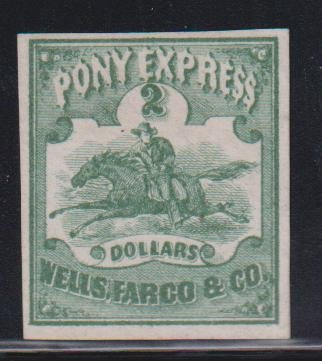 PONY EXPRESS
2
DOLLARS
WELLS, FARGO & CO.